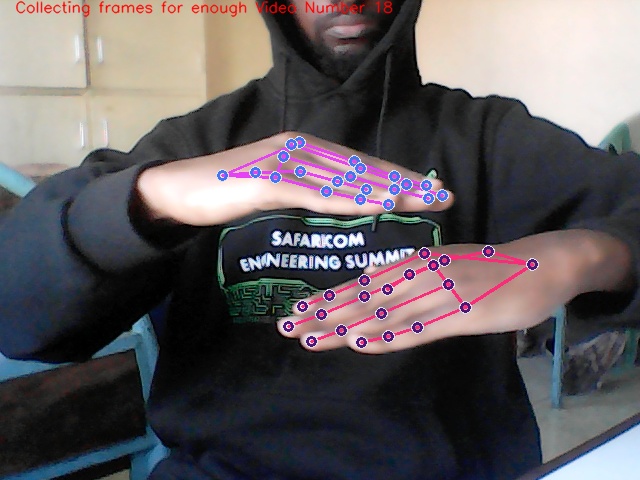 Collecting frames for enough Video Number 18
SAFARICOM
ENGINEERING SUMMIT